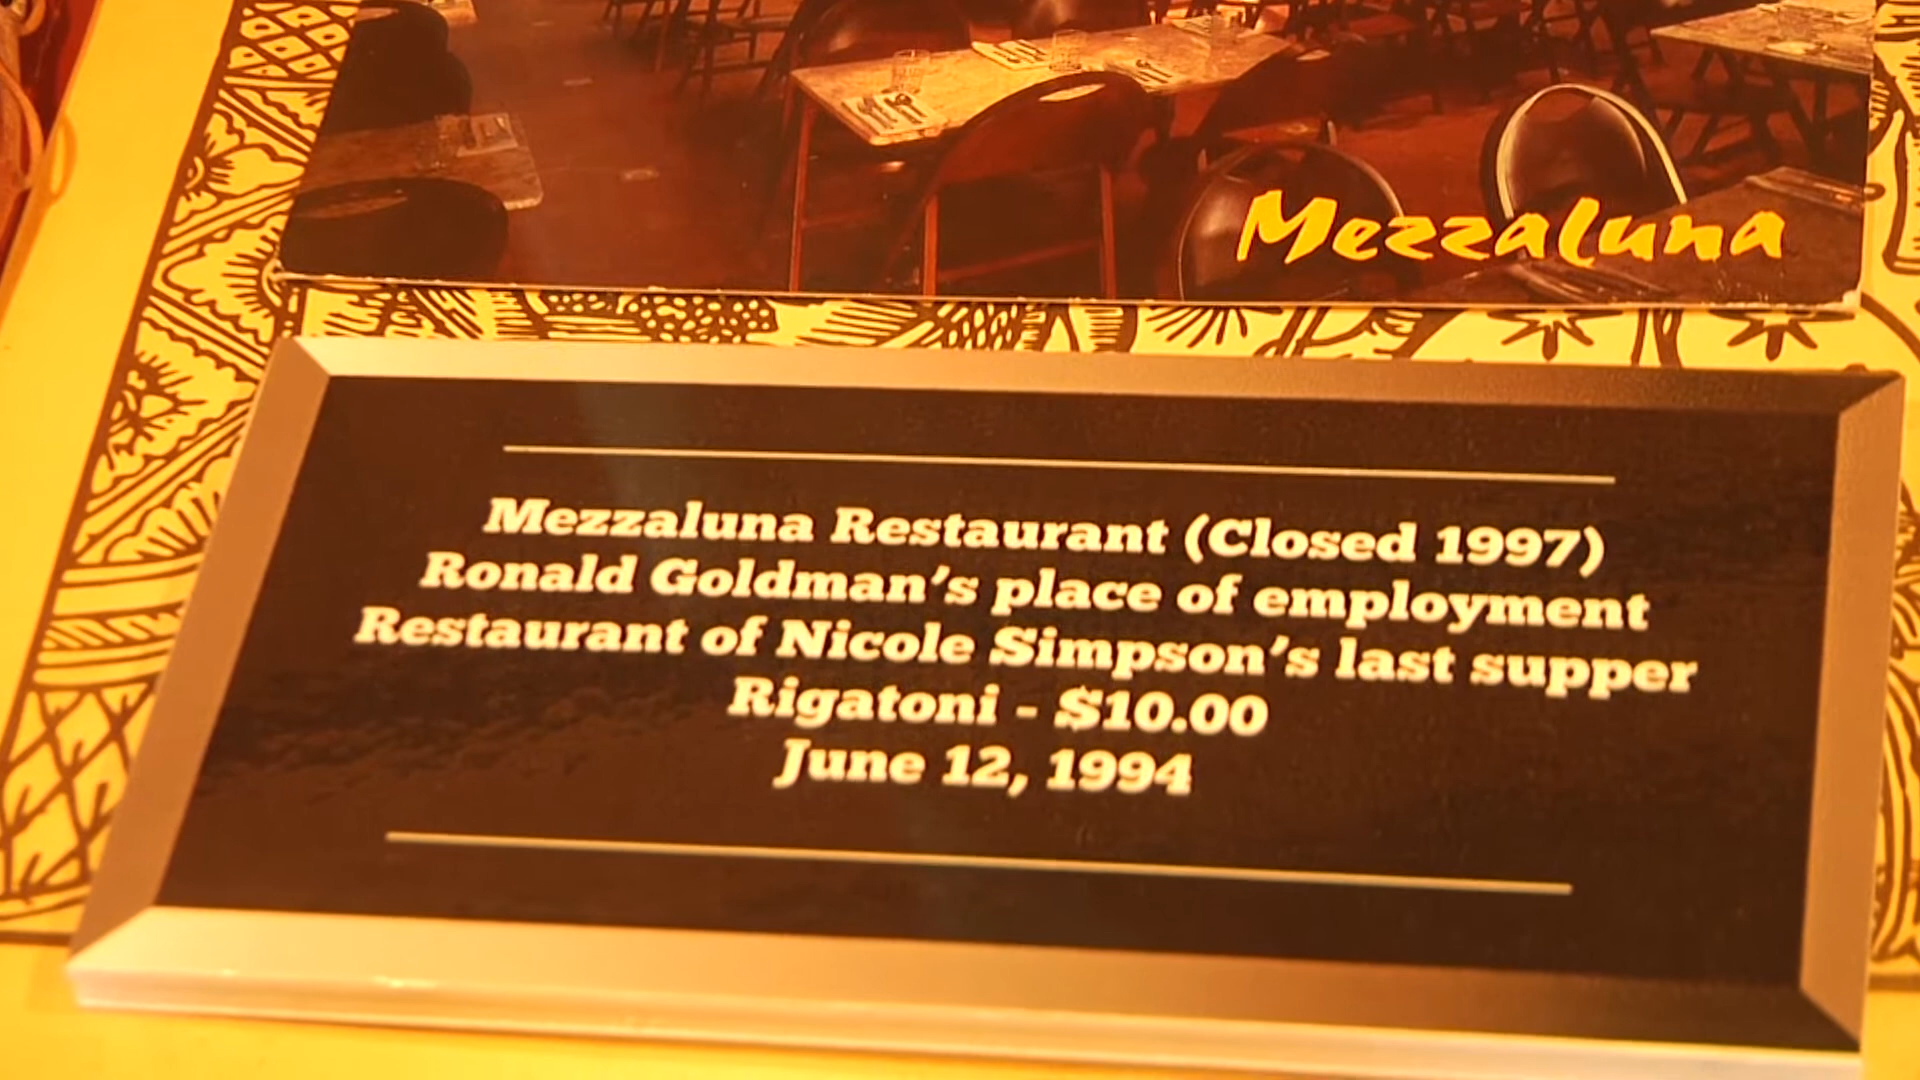 Mezzaluna
Mezzaluna Restaurant (Closed 1997)
Ronald Goldman's place of employment
Restaurant of Nicole Simpson's last supper
Rigatoni - $10.00
June 12, 1994